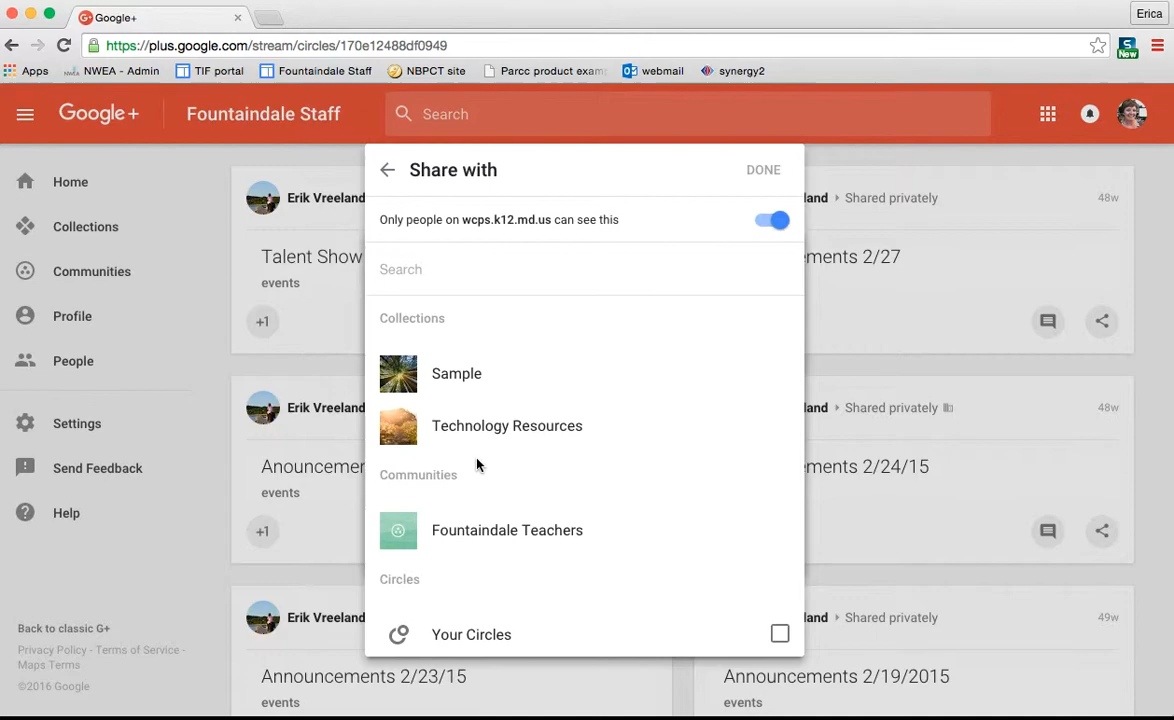 Google+
Erica
https://plus.google.com/stream/circles/170e12488df0949
New
Apps
NWEA - Admin
TIF portal
Fountaindale Staff
NBPCT site
Parcc product exam
webmail
synergy2
Google+
Fountaindale Staff
Search
Home
Collections
Communities
Profile
People
Settings
Send Feedback
Help
Back to classic G+
Privacy Policy - Terms of Service -
Maps Terms
©2016 Google
Erik Vreeland
Talent Show
events
+1
land Shared privately 48w
ements 2/27
Erik Vreeland
Anouncemen
events
+1
land Shared privately 48w
ements 2/24/15
Erik Vreeland
Announcements 2/23/15
events
land Shared privately 49w
Announcements 2/19/2015
events
Share with
DONE
Only people on wcps.k12.md.us can see this
Search
Collections
Sample
Technology Resources
Communities
Fountaindale Teachers
Circles
Your Circles